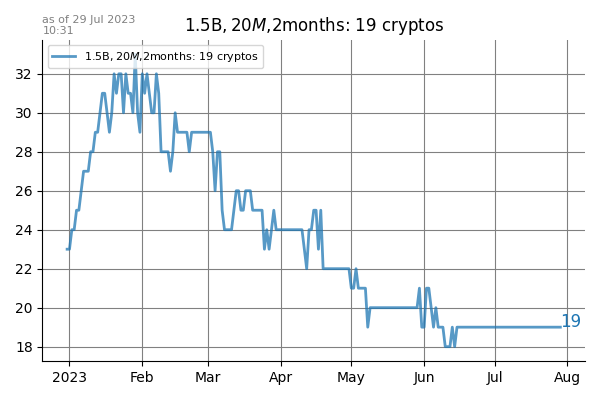 as of 29 Jul 2023
10:31
1.5B, 20M,2months: 19 cryptos
1.5B, 20M,2months: 19 cryptos
32
30
28
26
24
22
20
18
19
2023
Feb
Mar
Apr
May
Jun
Jul
Aug